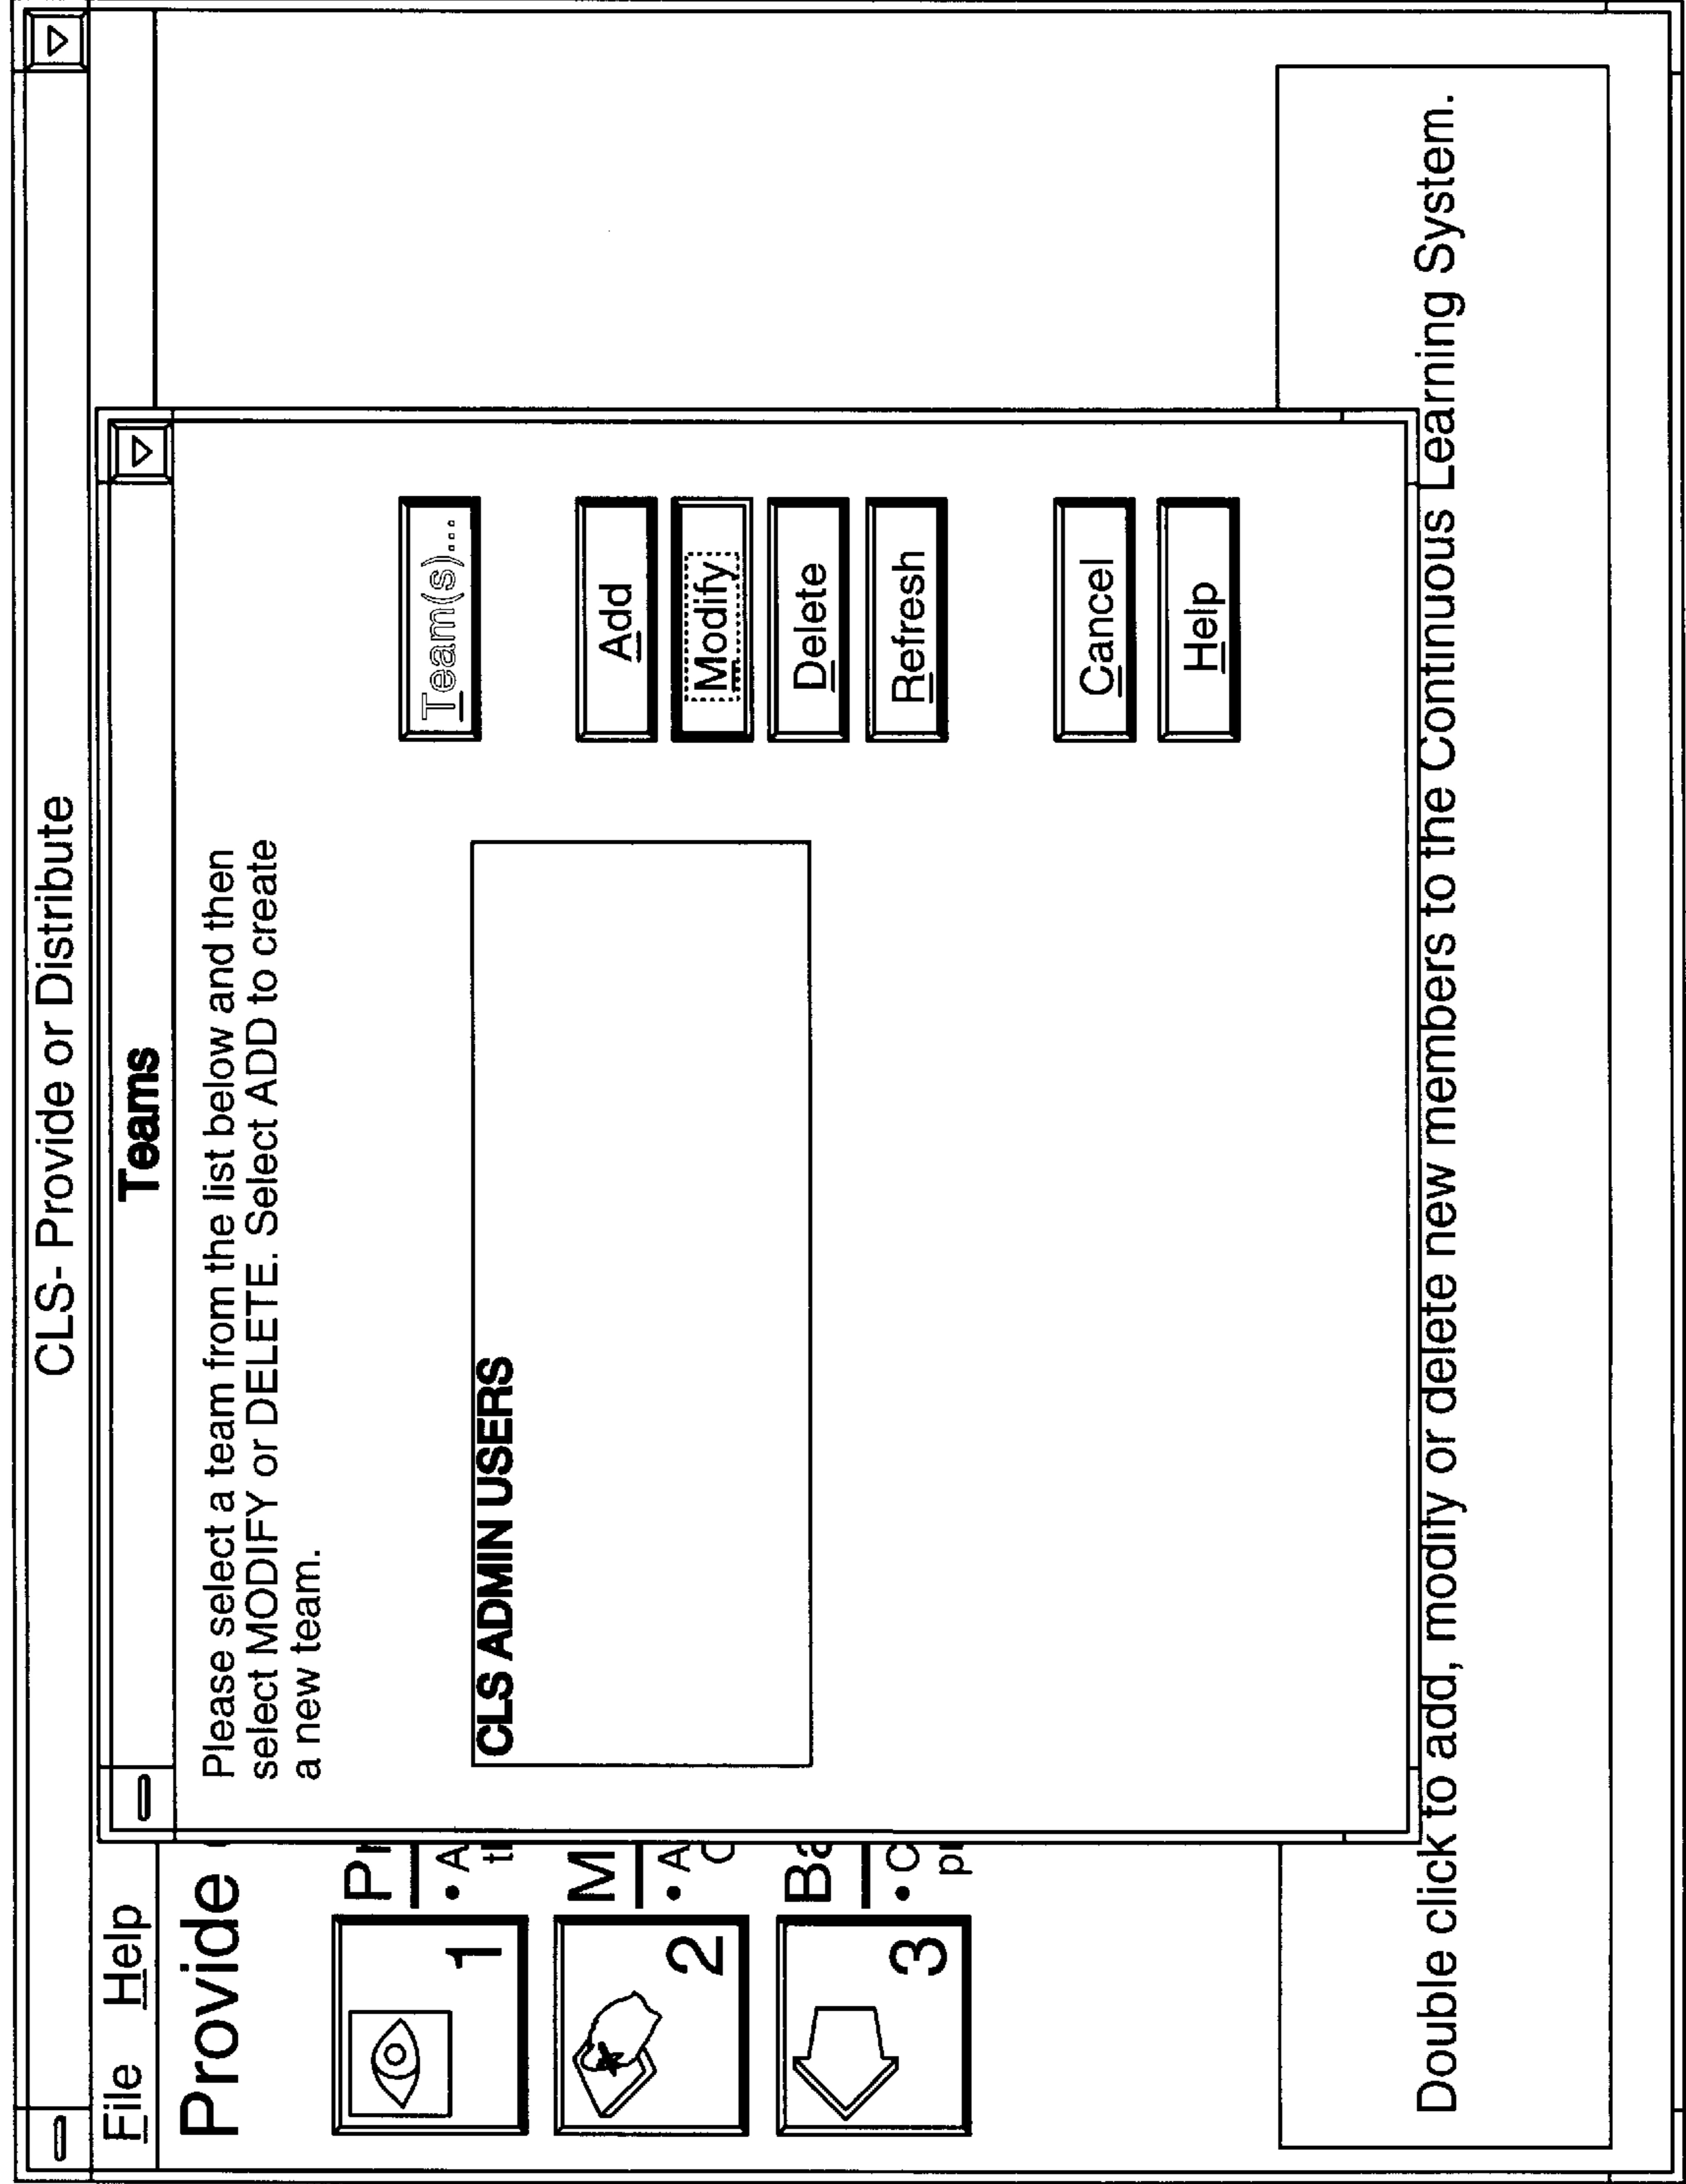 CLS- Provide or Distribute
File Help
Teams
Provide
Please select a team from the list below and then
select MODIFY or DELETE. Select ADD to create
a new team.
Team(s)...
CLS ADMIN USERS
Add
Modify
Delete
Refresh
Cancel
Help
1
• A
2
• A
3
Ba
• C
Double click to add, modify or delete new members to the Continuous Learning System.